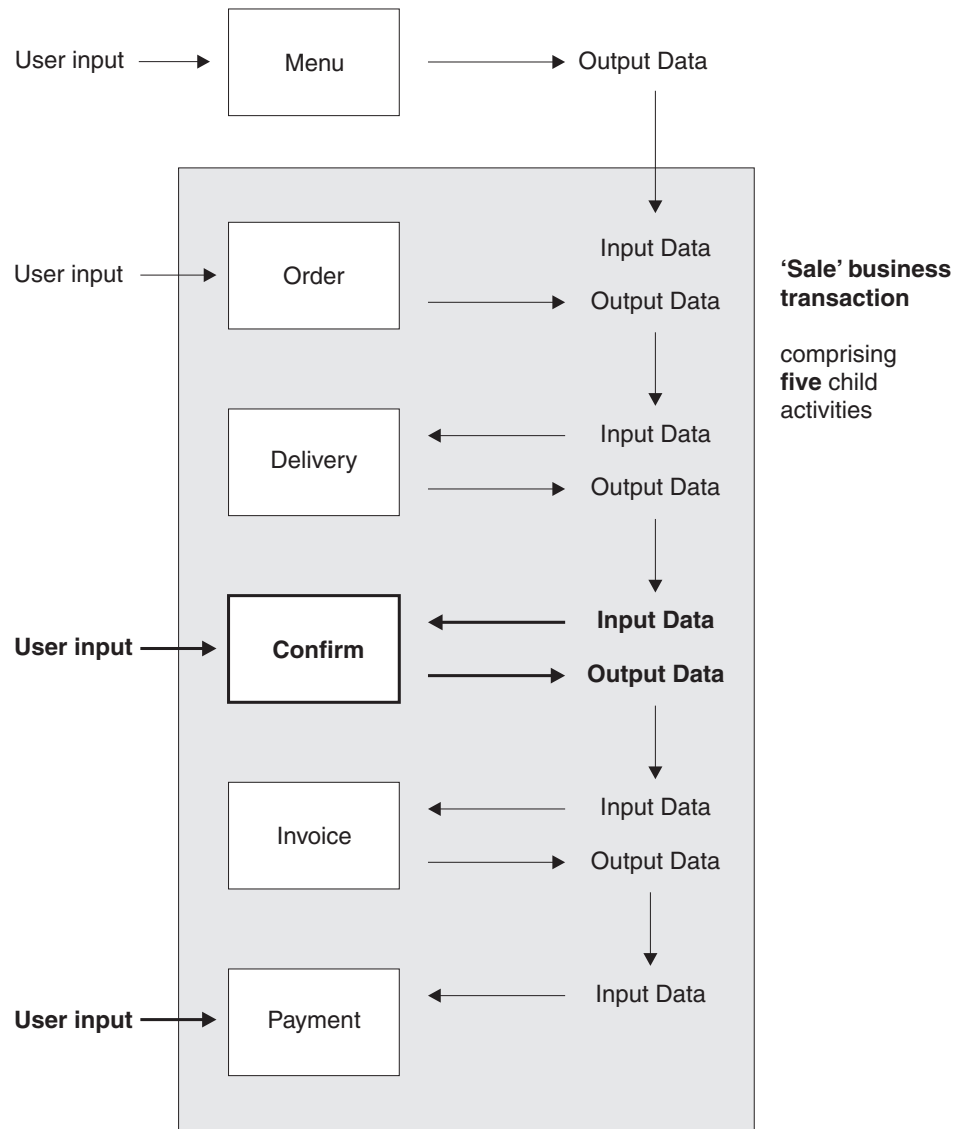 User input
Menu
Output Data
Input Data
User input
Order
Output Data
'Sale' business
transaction
comprising
five child
activities
Input Data
Delivery
Output Data
Input Data
User input
Confirm
Output Data
Input Data
Invoice
Output Data
Input Data
User input
Payment